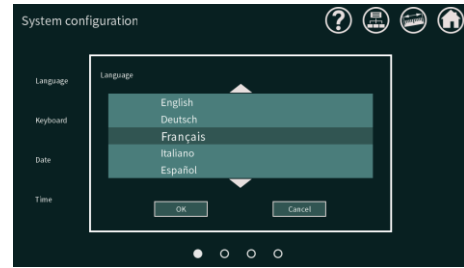 System configuration
?
Language
Keyboard
Date
Time
Language
English
Deutsch
Français
Italiano
Español
OK
Cancel